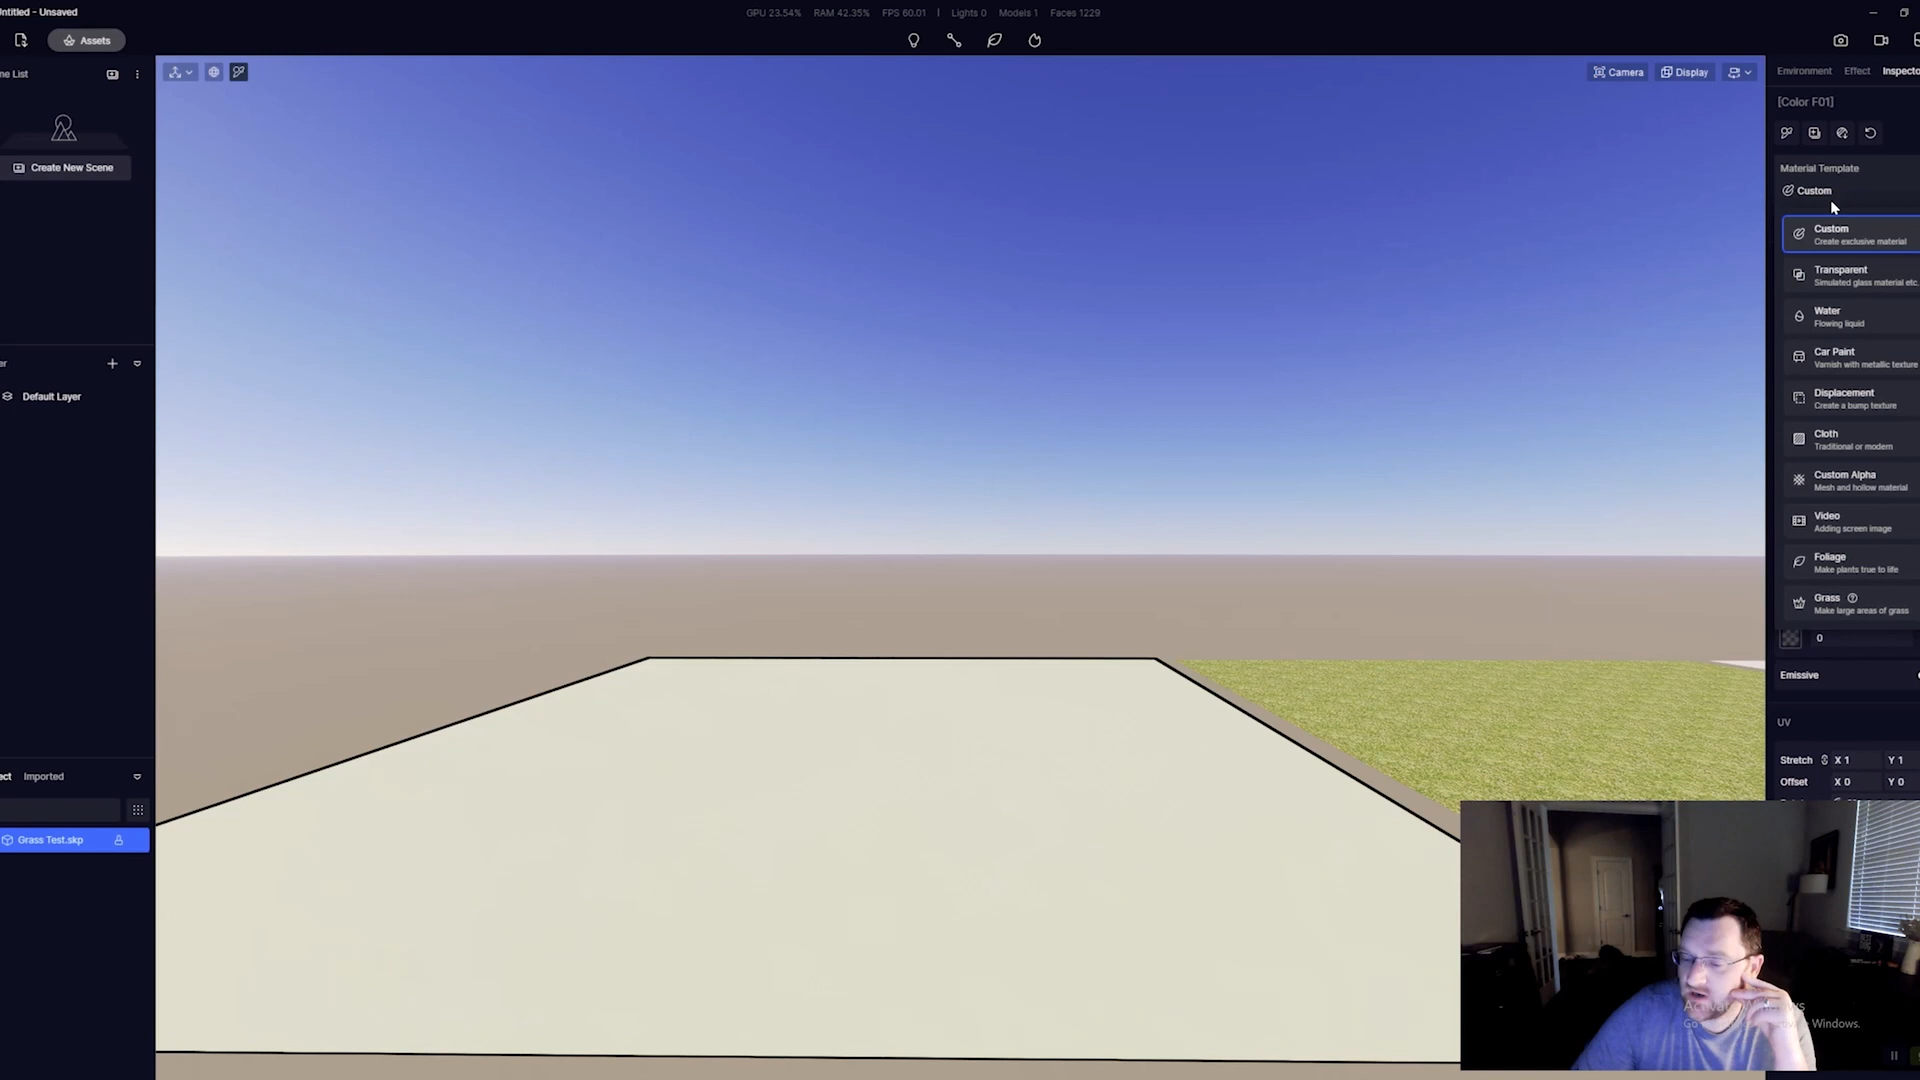 ntitled - Unsaved
GPU 23.54% RAM 42.35% FPS 60.01 | Lights 0 Models 1 Faces 1229
Assets
ne List
Create New Scene
er
Default Layer
ect Imported
Grass Test.skp
Camera Display
Environment Effect Inspecto
[Color F01]
Material Template
Custom
Custom
Create exclusive material
Transparent
Simulated glass material etc.
Water
Flowing liquid
Car Paint
Varnish with metallic texture
Displacement
Create a bump texture
Cloth
Traditional or modern
Custom Alpha
Mesh and hollow material
Video
Adding screen image
Foliage
Make plants true to life
Grass
Make large areas of grass
0
Emissive
UV
Stretch X 1 Y 1
Offset X 0 Y 0
Windows.